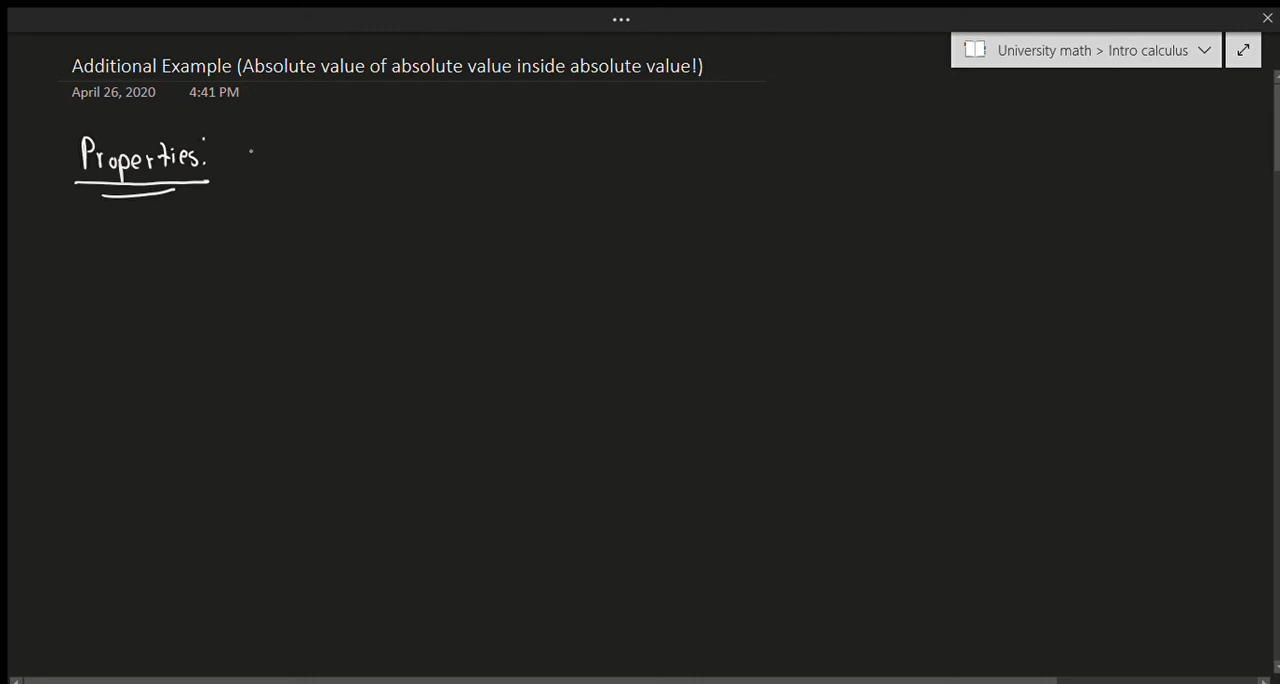 University math > Intro calculus
Additional Example (Absolute value of absolute value inside absolute value!)
April 26, 2020 4:41 PM
Properties: